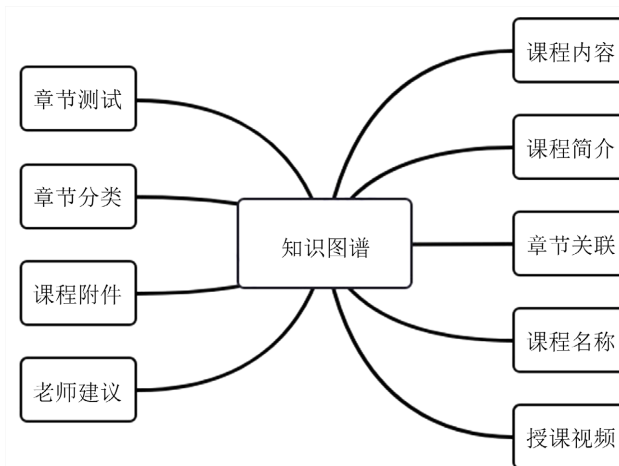 章节测试
章节分类
课程附件
老师建议
知识图谱
课程内容
课程简介
章节关联
课程名称
授课视频